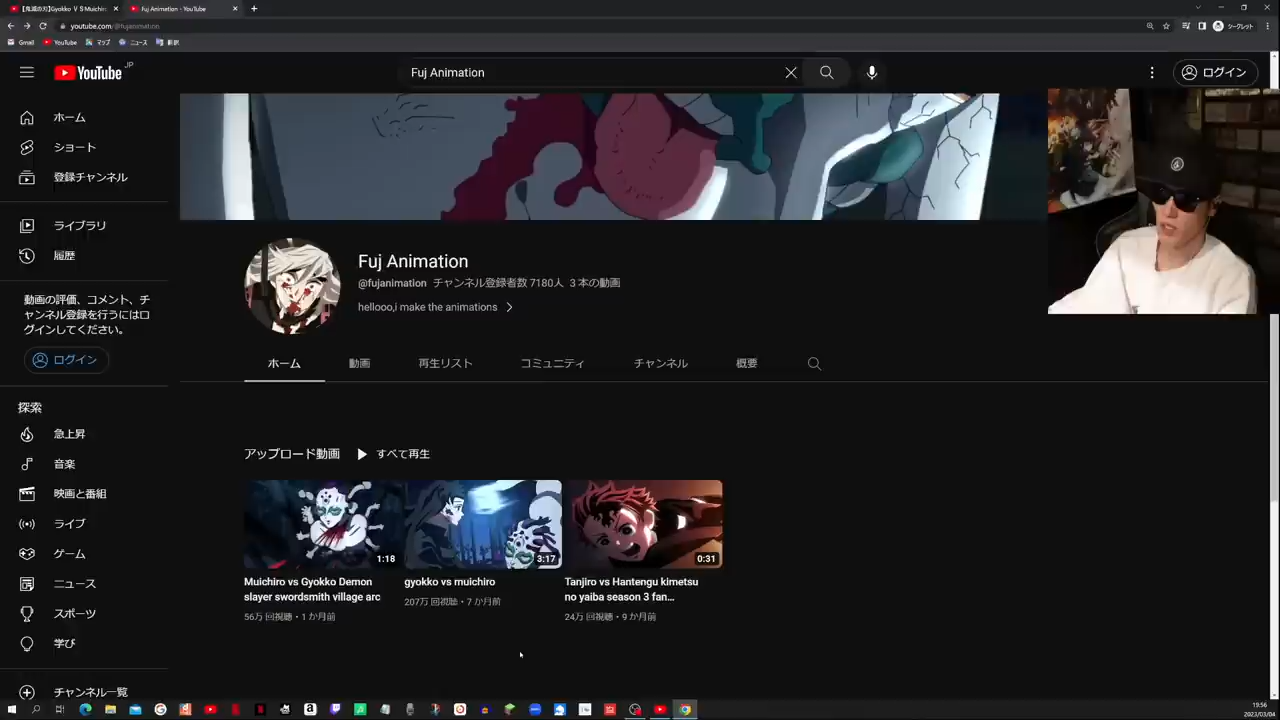 【鬼滅の刃】Gyokko ＶＳMuichiro
Fuj Animation - YouTube
youtube.com/@fujanimation
シークレット
Gmail
YouTube
マップ
ニュース
翻訳
YouTube JP
Fuj Animation
ログイン
ホーム
ショート
登録チャンネル
ライブラリ
履歴
動画の評価、コメント、チ
ャンネル登録を行うにはロ
グインしてください。
ログイン
探索
急上昇
音楽
映画と番組
ライブ
ゲーム
ニュース
スポーツ
学び
チャンネル一覧
Fuj Animation
@fujanimation チャンネル登録者数 7180人 3 本の動画
hellooo,i make the animations
ホーム
動画
再生リスト
コミュニティ
チャンネル
概要
アップロード動画
すべて再生
1:18
Muichiro vs Gyokko Demon
slayer swordsmith village arc
56万 回視聴・1 か月前
3:17
gyokko vs muichiro
207万 回視聴・7 か月前
0:31
Tanjiro vs Hantengu kimetsu
no yaiba season 3 fan...
24万 回視聴・9 か月前
19:56
2023/03/04